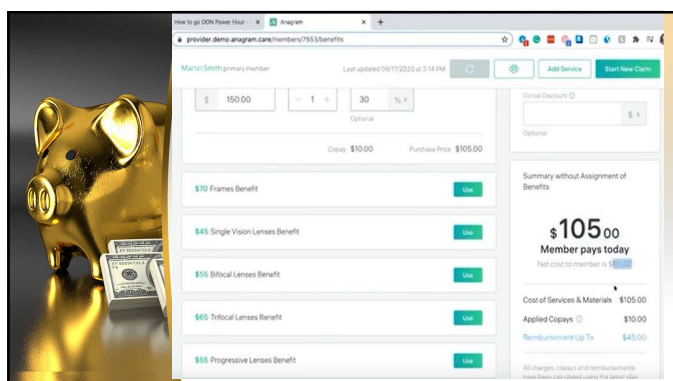 How to go OON Power Hour -
Anagram
provider.demo.anagram.care/members/7553/benefits
Martin Smith primary member
Last updated 09/17/2020 at 3:14 PM
Add Service
Start New Claim
$ 150.00
− 1 +
30 %
Optional
Copay $10.00
Purchase Price $105.00
$70 Frames Benefit
Use
$45 Single Vision Lenses Benefit
Use
$55 Bifocal Lenses Benefit
Use
$65 Trifocal Lenses Benefit
Use
$55 Progressive Lenses Benefit
Use
Global Discount
$
Optional
Summary without Assignment of
Benefits
$105.00
Member pays today
Net cost to member is
Cost of Services & Materials $105.00
Applied Copays $10.00
Reimbursement Up To $45.00
All charges, copays and reimbursements
have been calculated using the latest plan